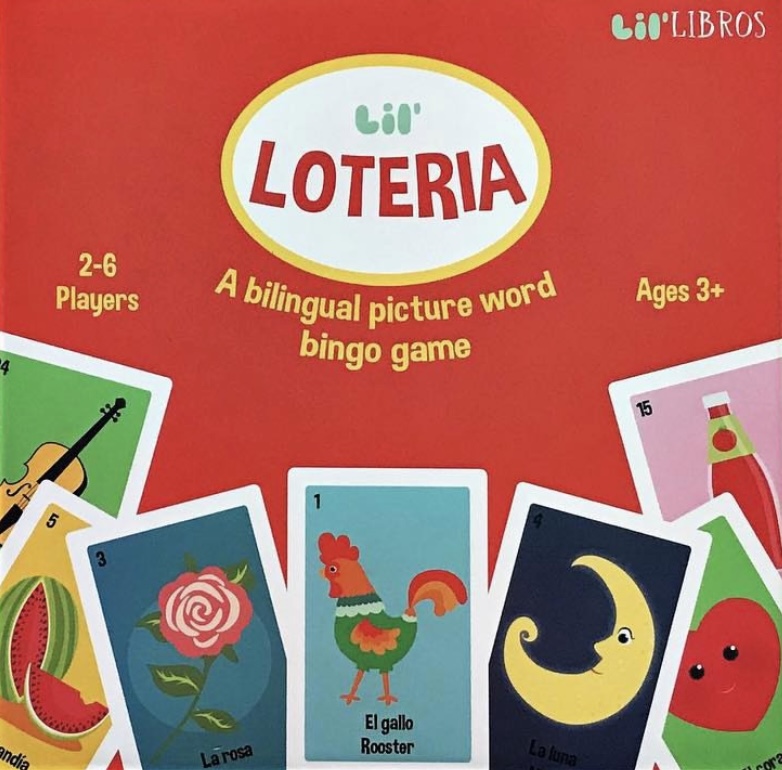 Lil'LIBROS
Lil'
LOTERIA
2-6
Players
A bilingual picture word
bingo game
Ages 3+
15
5
3
1
4
La rosa
El gallo
Rooster
La luna